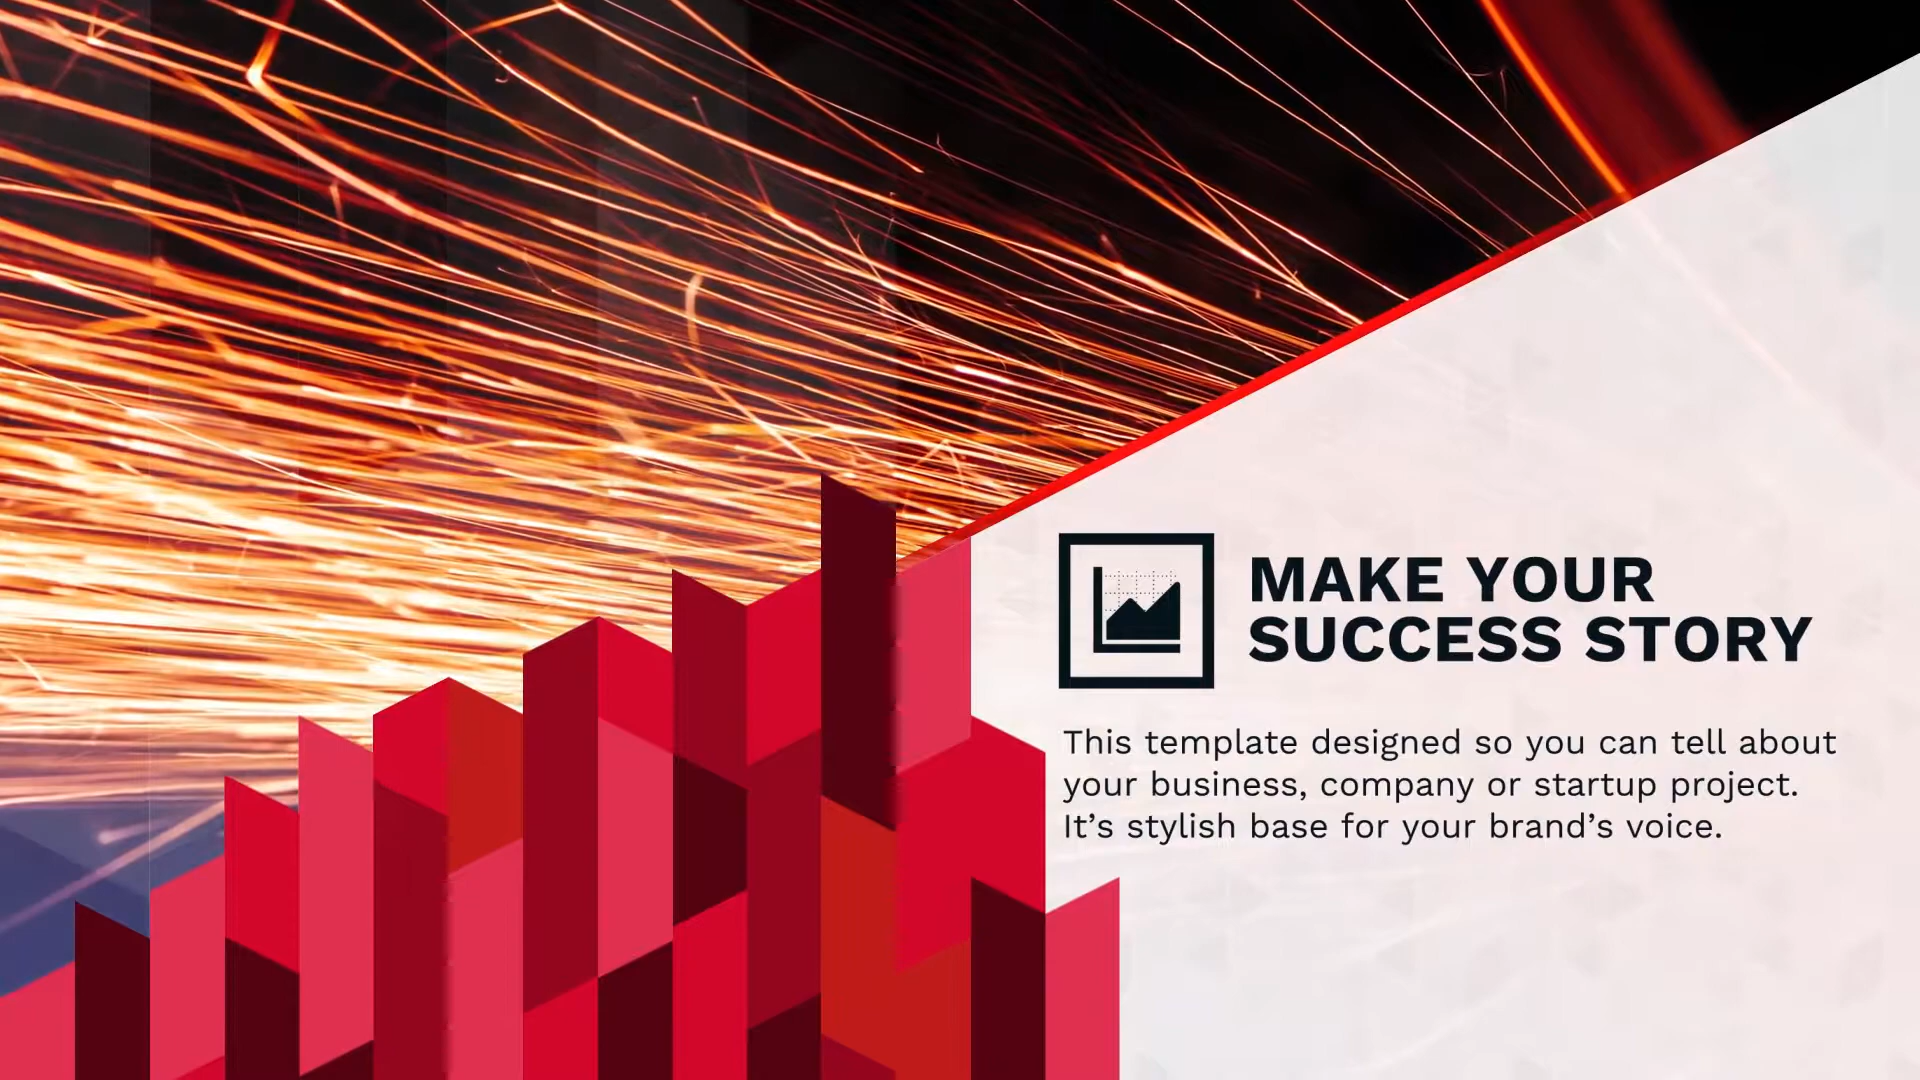 MAKE YOUR
SUCCESS STORY
This template designed so you can tell about
your business, company or startup project.
It’s stylish base for your brand’s voice.